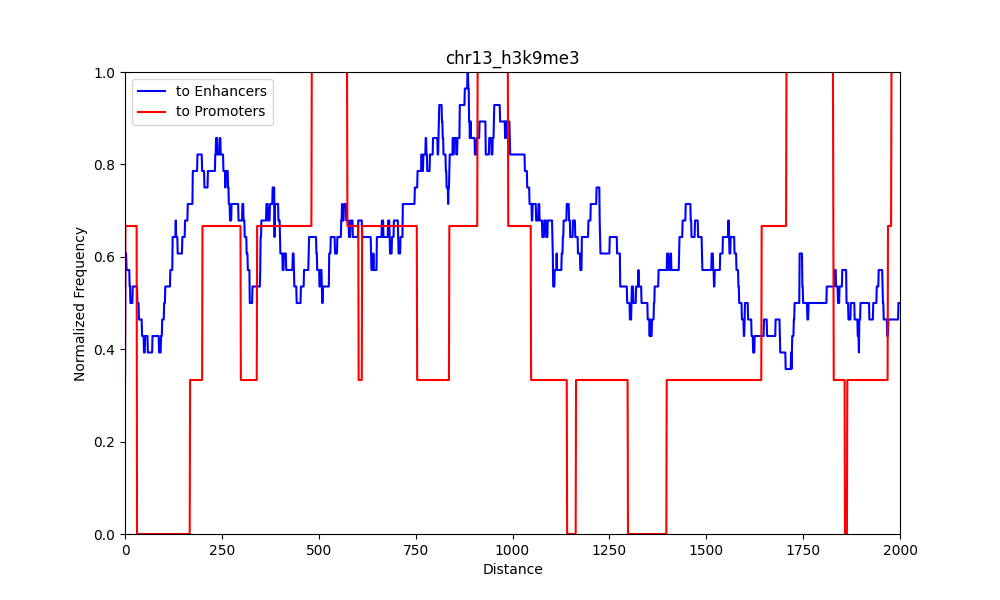 chr13_h3k9me3
to Enhancers
to Promoters
1.0
0.8
0.6
0.4
0.2
0.0
Normalized Frequency
0 250 500 750 1000 1250 1500 1750 2000
Distance